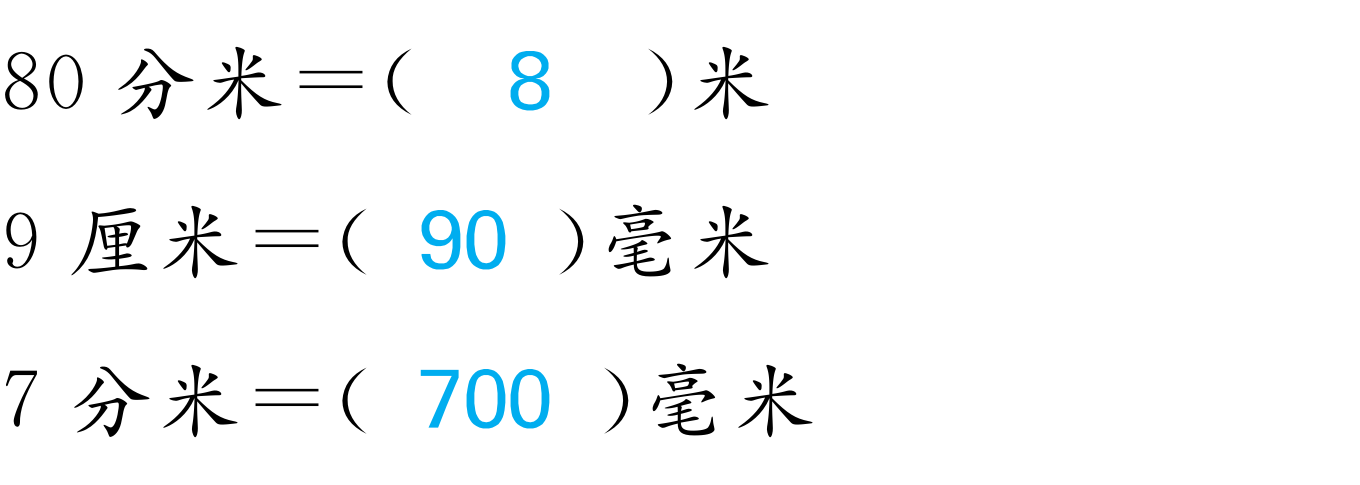 80 分米=( 8 )米
9 厘米=( 90 )毫米
7 分米=( 700 )毫米